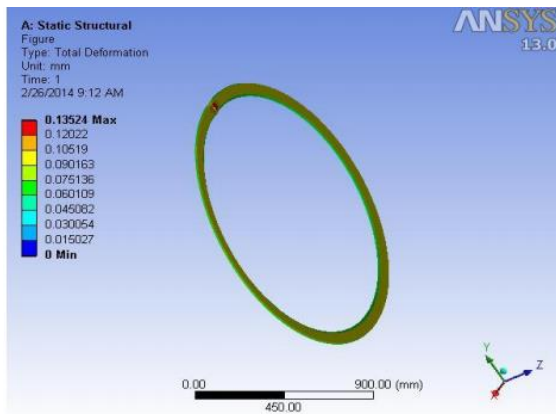 A: Static Structural
Figure
Type: Total Deformation
Unit: mm
Time: 1
2/26/2014 9:12 AM
ANSYS
13.0
0.13524 Max
0.12022
0.10519
0.090163
0.075136
0.060109
0.045082
0.030054
0.015027
0 Min
0.00
900.00 (mm)
450.00
Y
Z
X